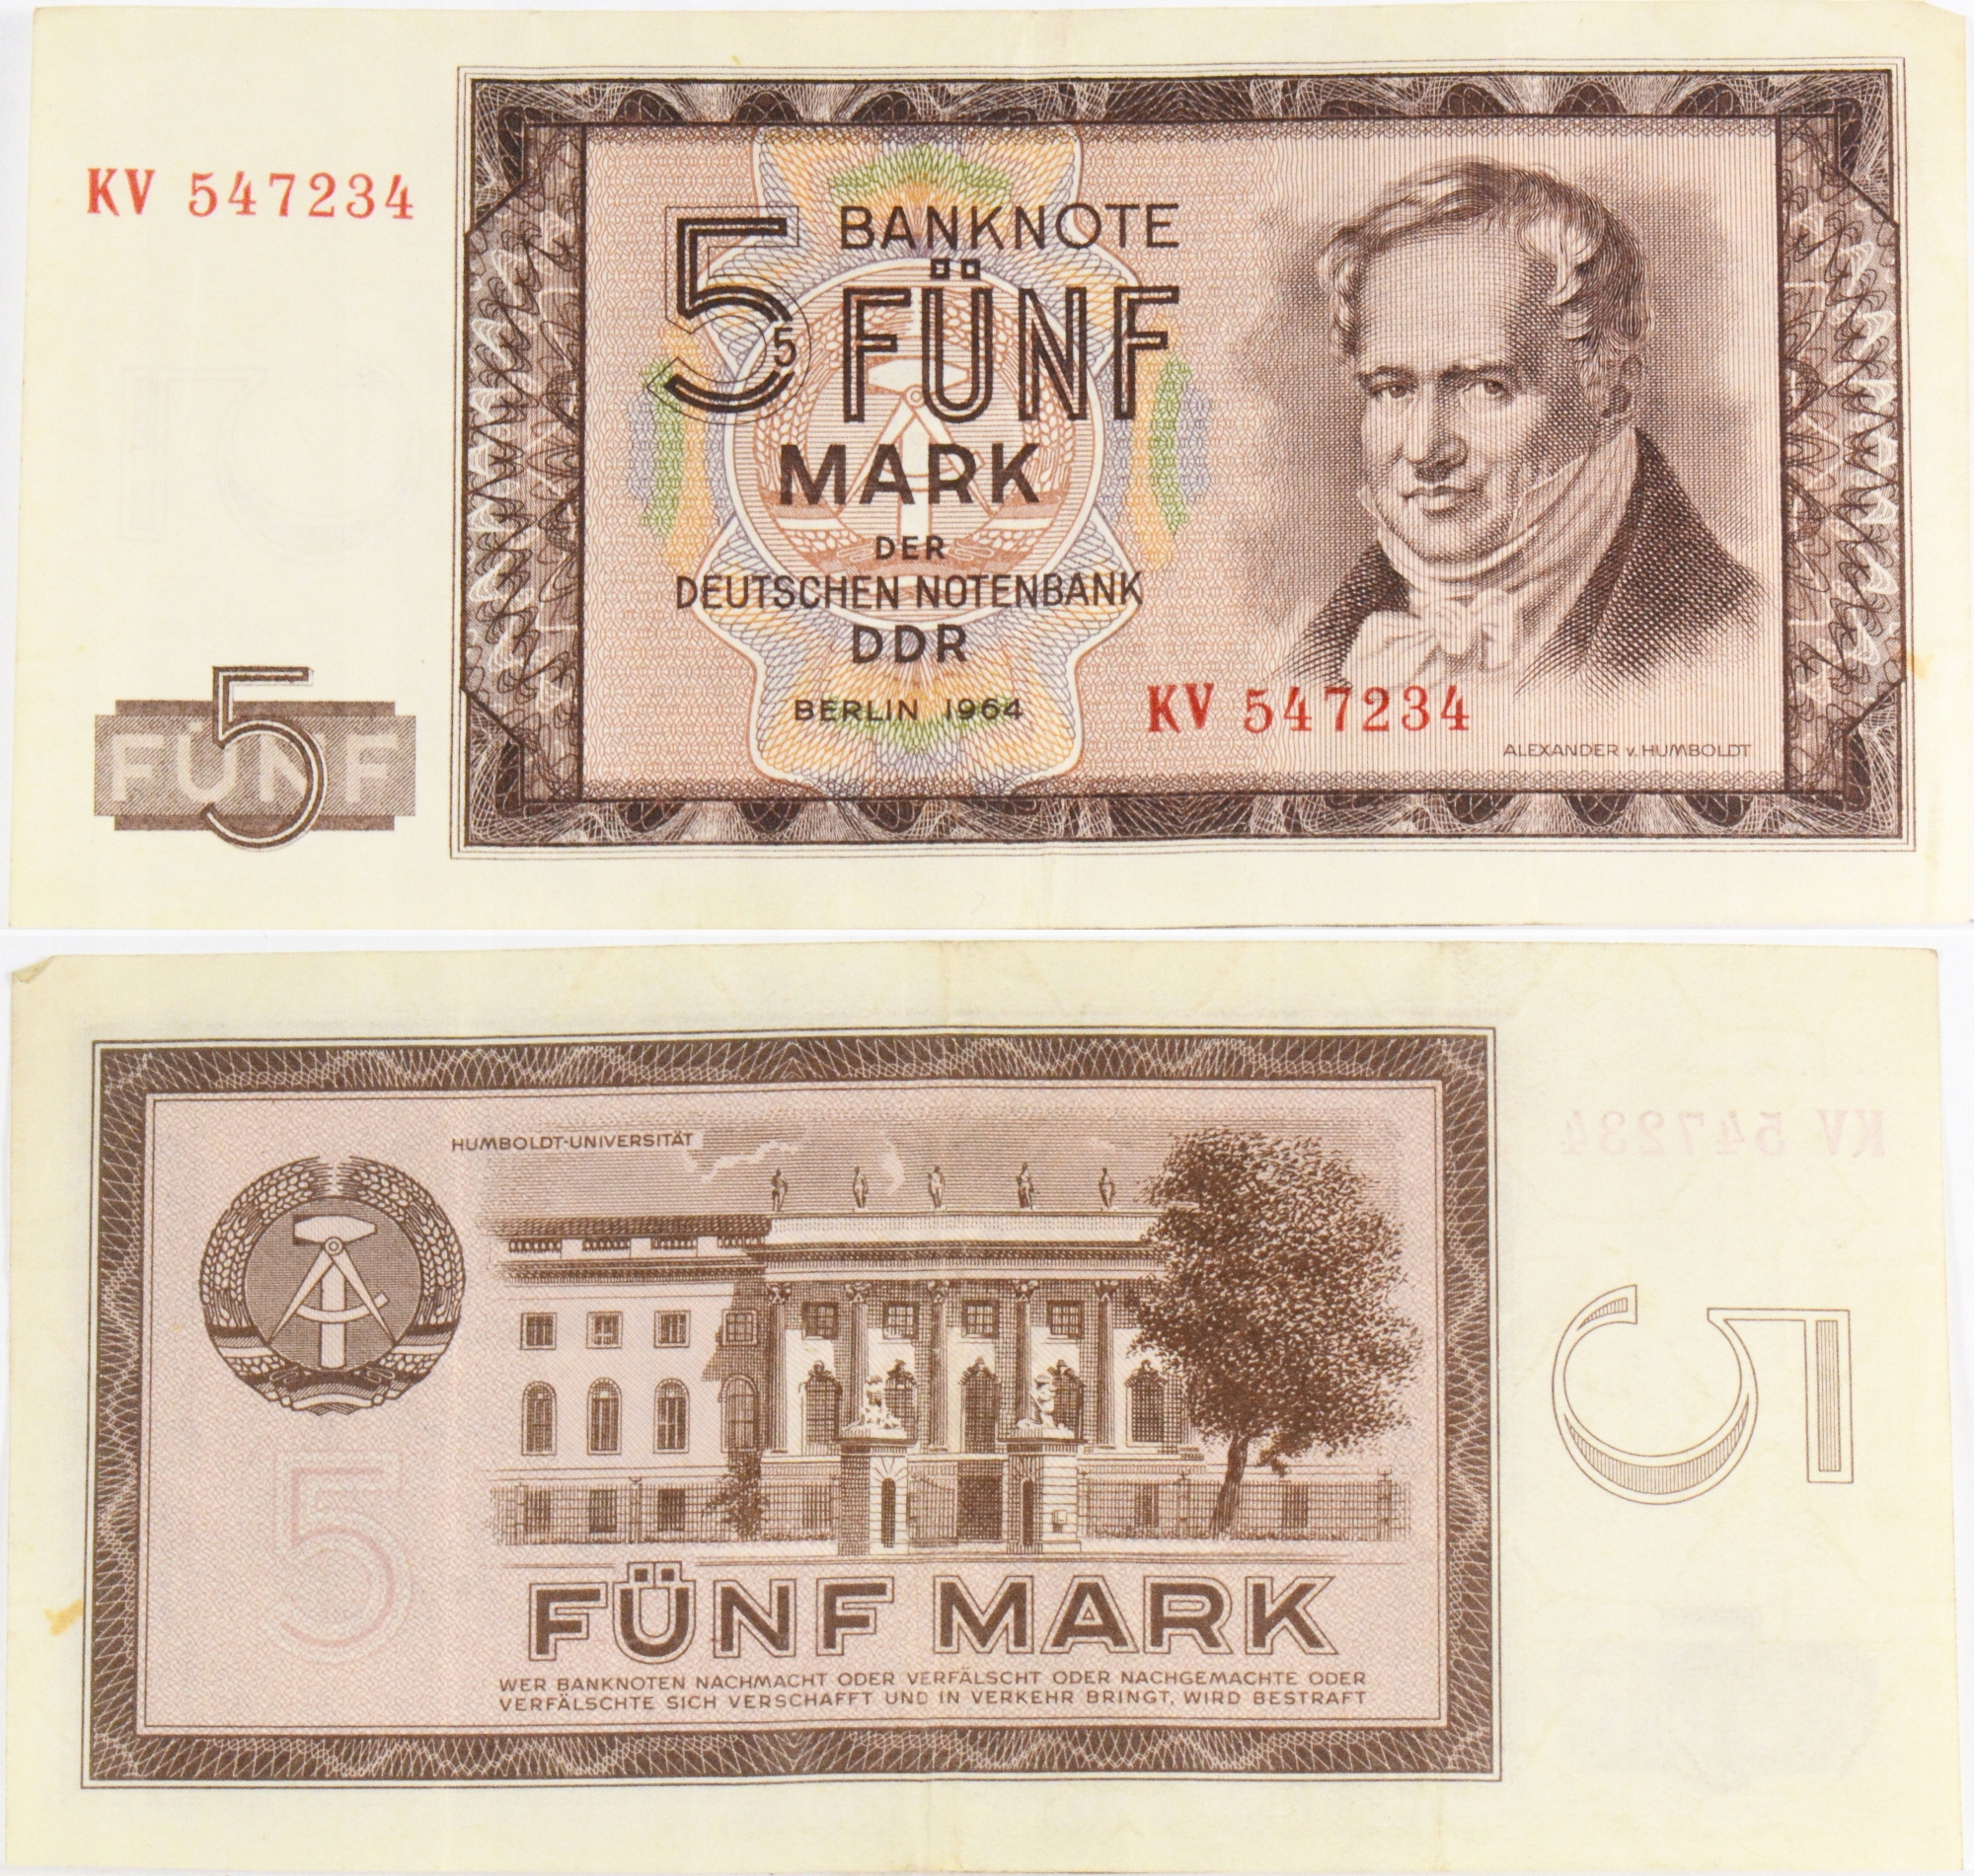 KV 547234
5 BANKNOTE
5 FÜNF
MARK
DER
DEUTSCHEN NOTENBANK
DDR
BERLIN 1964
KV 547234
ALEXANDER v. HUMBOLDT
5
FÜNF
HUMBOLDT-UNIVERSITÄT
KV 547234
5
5
FÜNF MARK
WER BANKNOTEN NACHMACHT ODER VERFÄLSCHT ODER NACHGEMACHTE ODER
VERFÄLSCHTE SICH VERSCHAFFT UND IN VERKEHR BRINGT, WIRD BESTRAFT